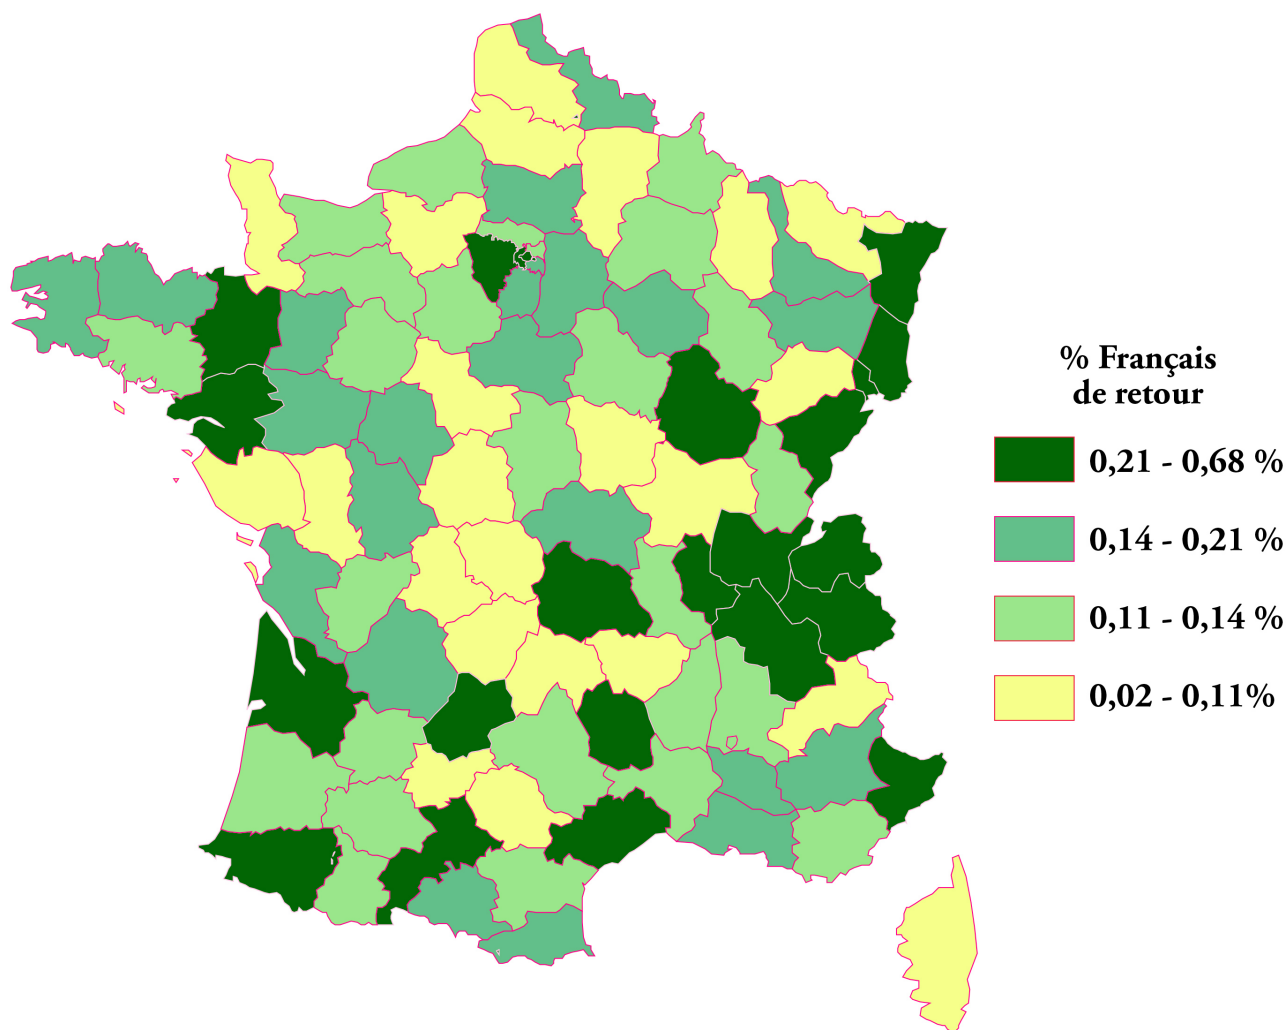 % Français
de retour
0,21 - 0,68 %
0,14 - 0,21 %
0,11 - 0,14 %
0,02 - 0,11%